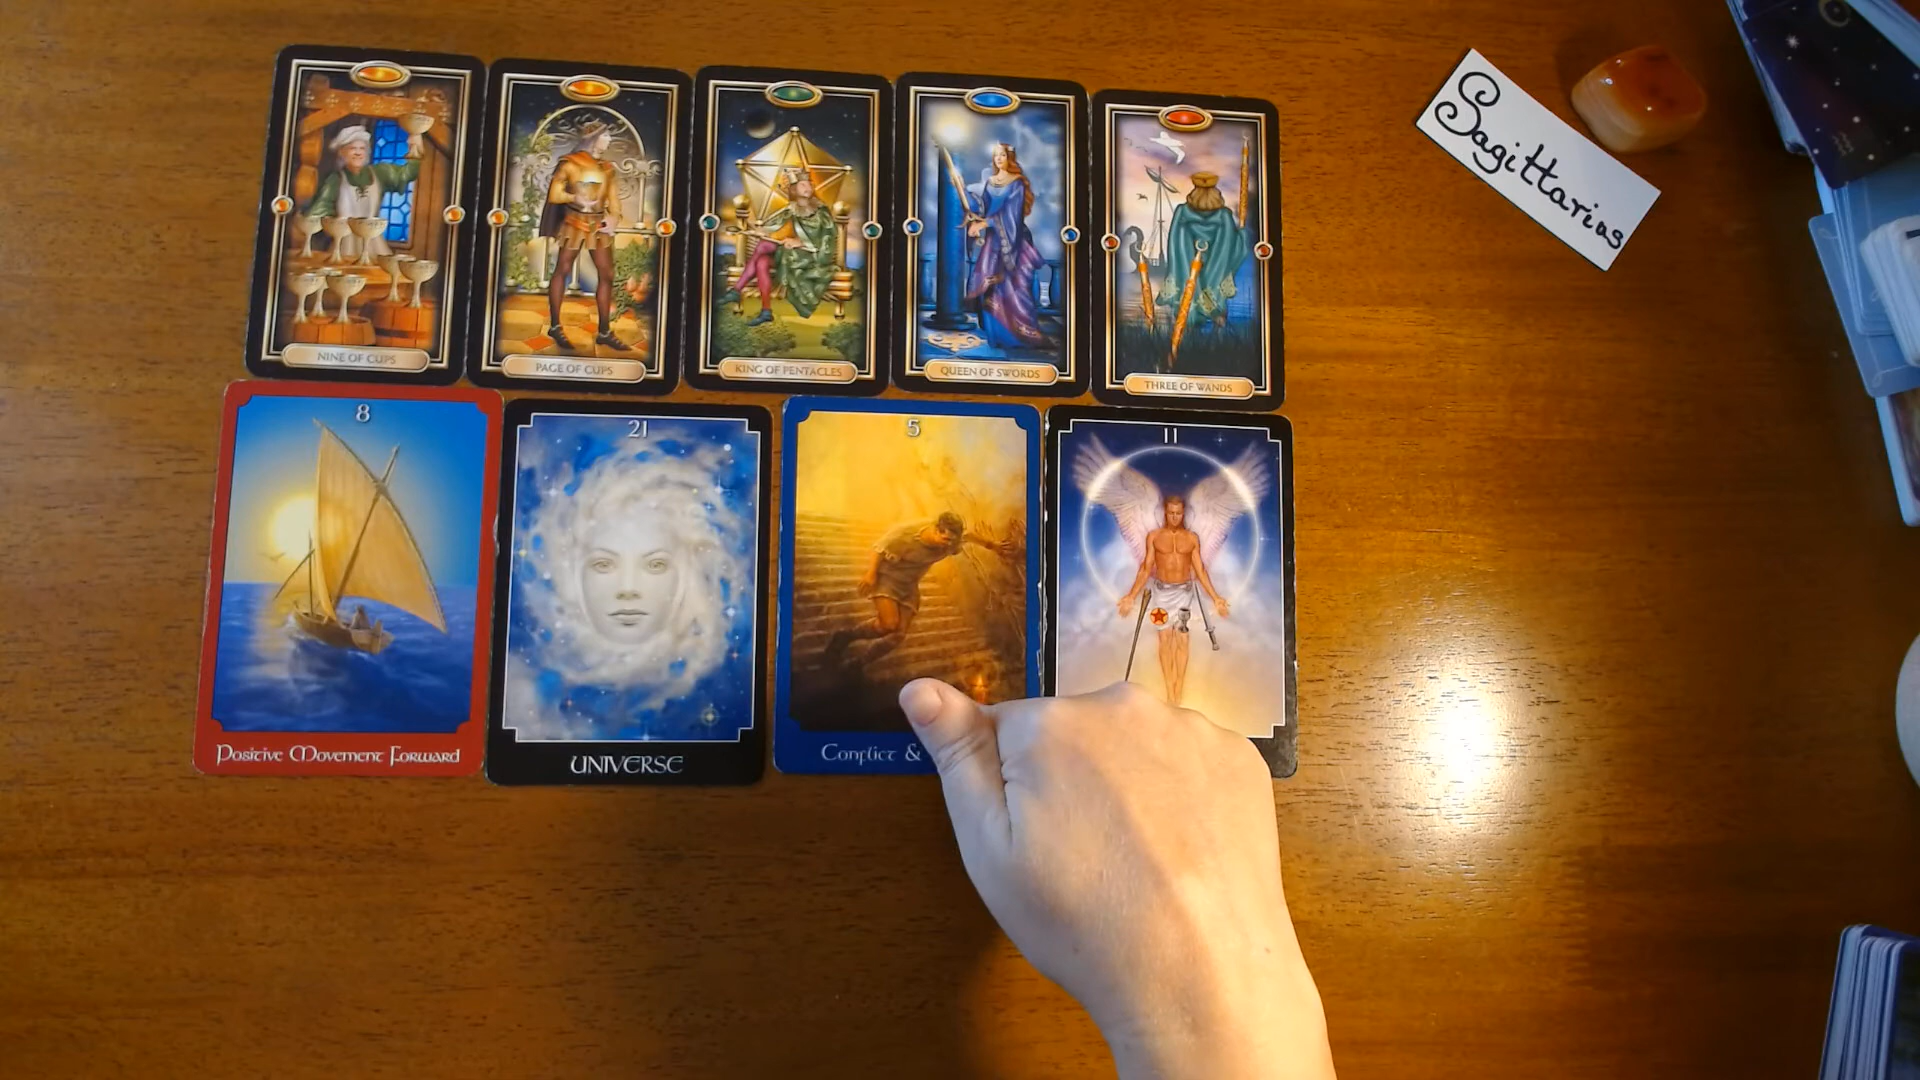 Sagittarius
NINE OF CUPS
PAGE OF CUPS
KING OF PENTACLES
QUEEN OF SWORDS
THREE OF WANDS
8
21
5
11
Positive Movement Forward
UNIVERSE
Conflict &